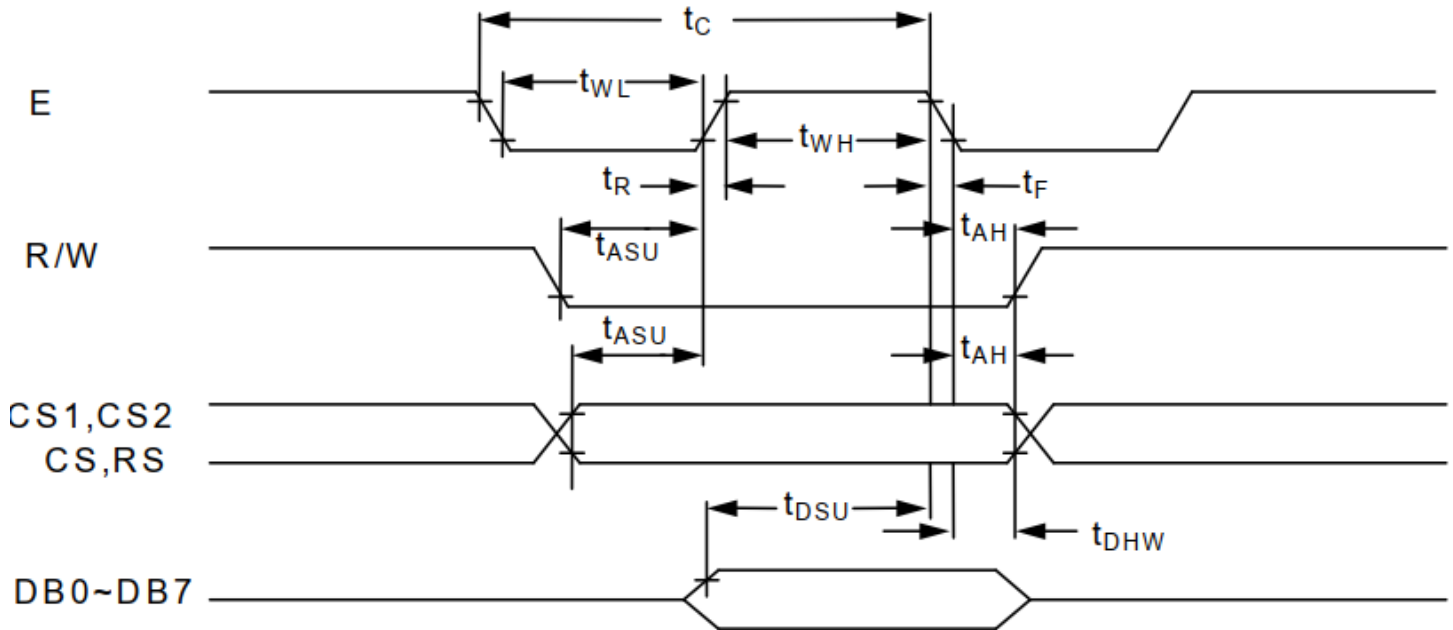 tC
E
tWL
tWH
tR
tF
R/W
tASU
tAH
tASU
tAH
CS1,CS2
CS,RS
tDSU
tDHW
DB0~DB7